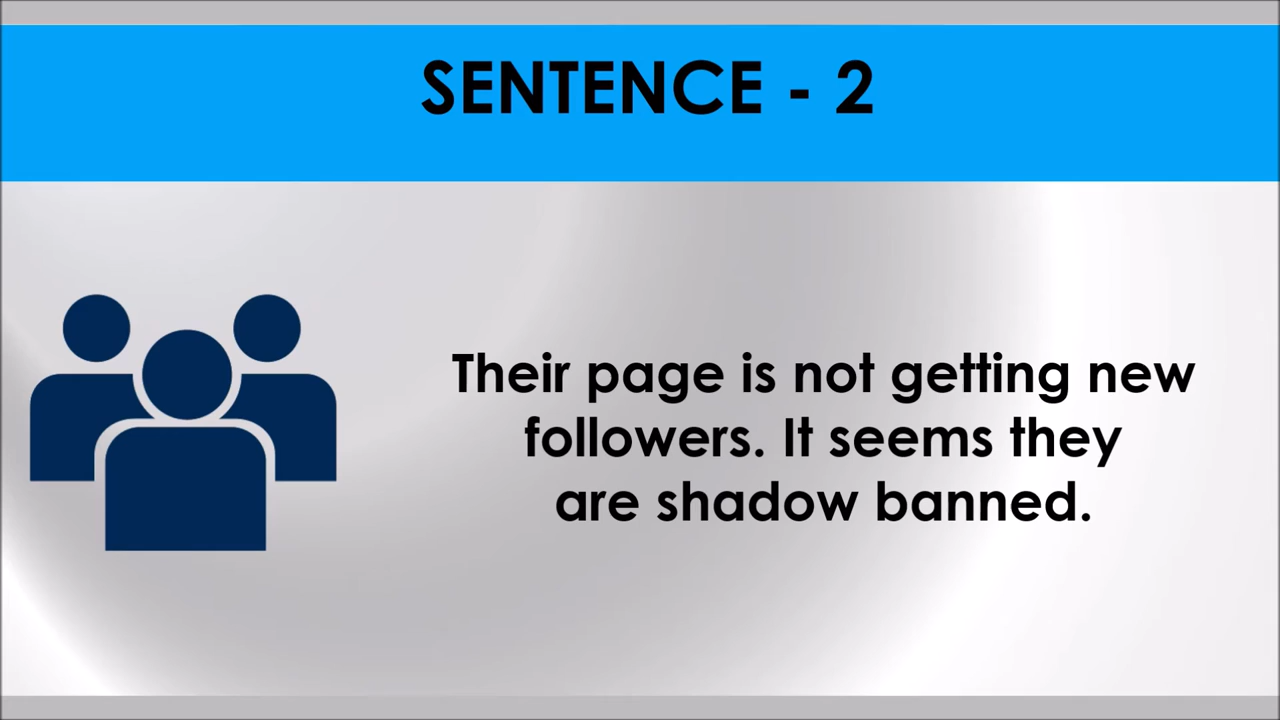 SENTENCE - 2
Their page is not getting new
followers. It seems they
are shadow banned.